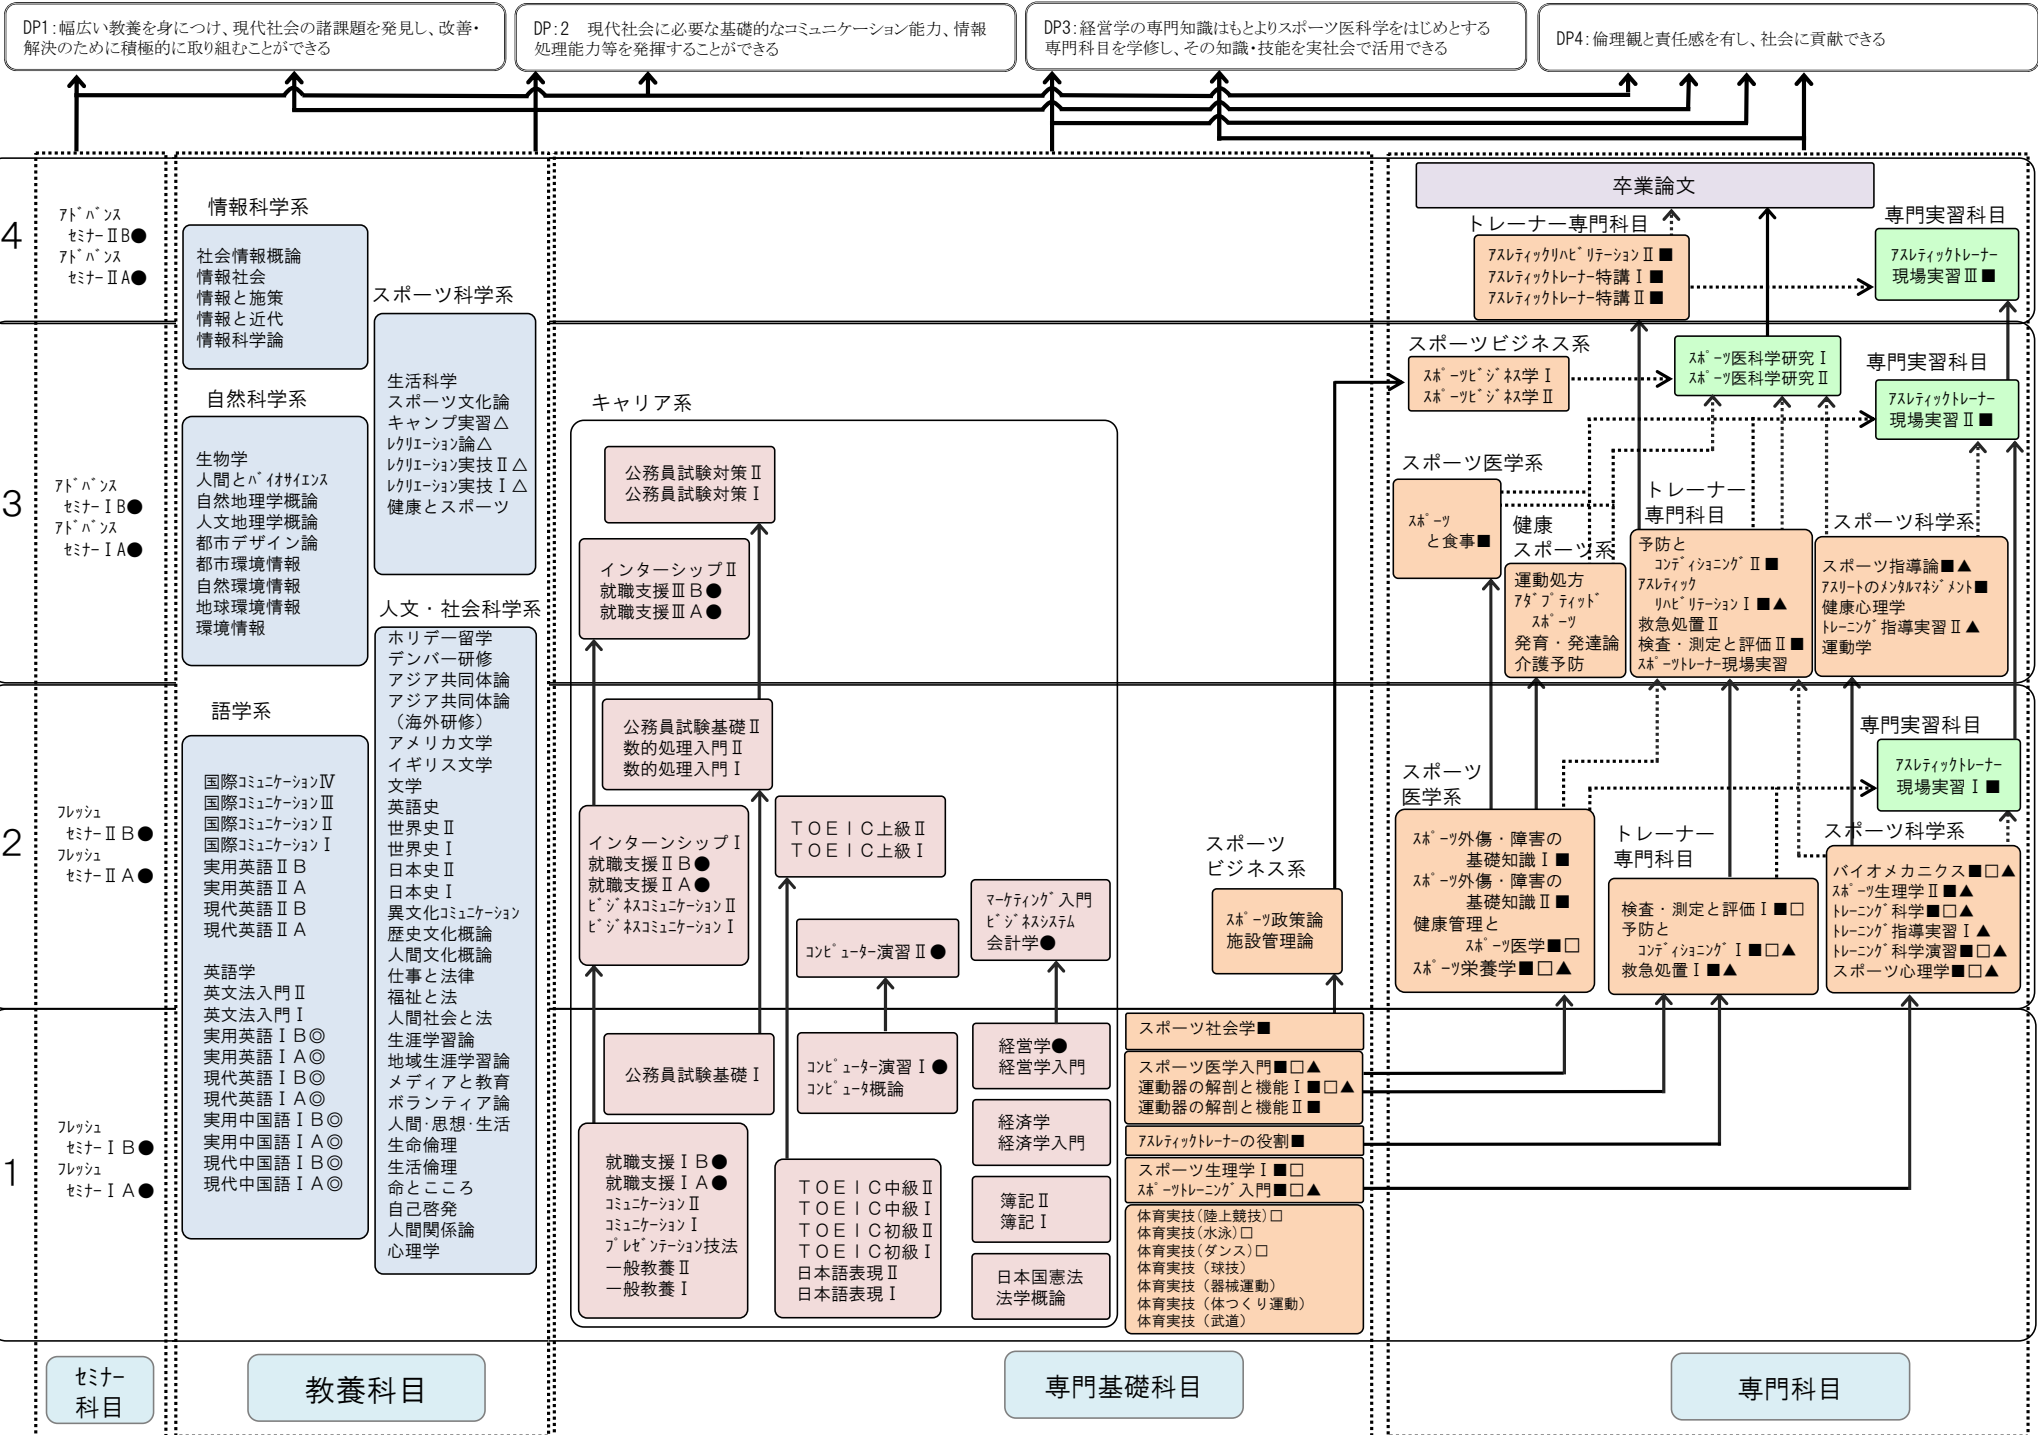 DP1：幅広い教養を身につけ、現代社会の諸課題を発見し、改善・
解決のために積極的に取り組むことができる
DP：2　現代社会に必要な基礎的なコミュニケーション能力、情報
処理能力等を発揮することができる
DP3：経営学の専門知識はもとよりスポーツ医科学をはじめとする
専門科目を学修し、その知識・技能を実社会で活用できる
DP4：倫理観と責任感を有し、社会に貢献できる
4
ｱﾄﾞﾊﾞﾝｽ
ｾﾐﾅｰⅡB●
ｱﾄﾞﾊﾞﾝｽ
ｾﾐﾅｰⅡA●
3
ｱﾄﾞﾊﾞﾝｽ
ｾﾐﾅｰⅠB●
ｱﾄﾞﾊﾞﾝｽ
ｾﾐﾅｰⅠA●
2
ﾌﾚｯｼｭ
ｾﾐﾅｰⅡB●
ﾌﾚｯｼｭ
ｾﾐﾅｰⅡA●
1
ﾌﾚｯｼｭ
ｾﾐﾅｰⅠB●
ﾌﾚｯｼｭ
ｾﾐﾅｰⅠA●
ｾﾐﾅｰ
科目
情報科学系
社会情報概論
情報社会
情報と施策
情報と近代
情報科学論
自然科学系
生物学
人間とﾊﾞｲｵｻｲｴﾝｽ
自然地理学概論
人文地理学概論
都市デザイン論
都市環境情報
自然環境情報
地球環境情報
環境情報
語学系
国際ｺﾐｭﾆｹｰｼｮﾝⅣ
国際ｺﾐｭﾆｹｰｼｮﾝⅢ
国際ｺﾐｭﾆｹｰｼｮﾝⅡ
国際ｺﾐｭﾆｹｰｼｮﾝⅠ
実用英語ⅡB
実用英語ⅡA
現代英語ⅡB
現代英語ⅡA
英語学
英文法入門Ⅱ
英文法入門Ⅰ
実用英語ⅠB◎
実用英語ⅠA◎
現代英語ⅠB◎
現代英語ⅠA◎
実用中国語ⅠB◎
実用中国語ⅠA◎
現代中国語ⅠB◎
現代中国語ⅠA◎
スポーツ科学系
生活科学
スポーツ文化論
キャンプ実習△
ﾚｸﾘｴｰｼｮﾝ論△
ﾚｸﾘｴｰｼｮﾝ実技Ⅱ△
ﾚｸﾘｴｰｼｮﾝ実技Ⅰ△
健康とスポーツ
人文・社会科学系
ホリデー留学
デンバー研修
アジア共同体論
アジア共同体論
（海外研修）
アメリカ文学
イギリス文学
文学
英語史
世界史Ⅱ
世界史Ⅰ
日本史Ⅱ
日本史Ⅰ
異文化ｺﾐｭﾆｹｰｼｮﾝ
歴史文化概論
人間文化概論
仕事と法律
福祉と法
人間社会と法
生涯学習論
地域生涯学習論
メディアと教育
ボランティア論
人間･思想･生活
生命倫理
生活倫理
命とこころ
自己啓発
人間関係論
心理学
教養科目
キャリア系
公務員試験対策Ⅱ
公務員試験対策Ⅰ
インターシップⅡ
就職支援ⅢB●
就職支援ⅢA●
公務員試験基礎Ⅱ
数的処理入門Ⅱ
数的処理入門Ⅰ
インターンシップⅠ
就職支援ⅡB●
就職支援ⅡA●
ﾋﾞｼﾞﾈｽｺﾐｭﾆｹｰｼｮﾝⅡ
ﾋﾞｼﾞﾈｽｺﾐｭﾆｹｰｼｮﾝⅠ
ＴＯＥＩＣ上級Ⅱ
ＴＯＥＩＣ上級Ⅰ
ｺﾝﾋﾟｭｰﾀｰ演習Ⅱ●
ﾏｰｹﾃｨﾝｸﾞ入門
ﾋﾞｼﾞﾈｽｼｽﾃﾑ
会計学●
公務員試験基礎Ⅰ
ｺﾝﾋﾟｭｰﾀｰ演習Ⅰ●
ｺﾝﾋﾟｭｰﾀ概論
経営学●
経営学入門
経済学
経済学入門
就職支援ⅠB●
就職支援ⅠA●
ｺﾐｭﾆｹｰｼｮﾝⅡ
ｺﾐｭﾆｹｰｼｮﾝⅠ
ﾌﾟﾚｾﾞﾝﾃｰｼｮﾝ技法
一般教養Ⅱ
一般教養Ⅰ
ＴＯＥＩＣ中級Ⅱ
ＴＯＥＩＣ中級Ⅰ
ＴＯＥＩＣ初級Ⅱ
ＴＯＥＩＣ初級Ⅰ
日本語表現Ⅱ
日本語表現Ⅰ
簿記Ⅱ
簿記Ⅰ
日本国憲法
法学概論
スポーツ
ビジネス系
ｽﾎﾟｰﾂ政策論
施設管理論
スポーツ社会学■
スポーツ医学入門■□▲
運動器の解剖と機能Ⅰ■□▲
運動器の解剖と機能Ⅱ■
ｱｽﾚﾃｨｯｸﾄﾚｰﾅｰの役割■
スポーツ生理学Ⅰ■□
ｽﾎﾟｰﾂﾄﾚｰﾆﾝｸﾞ入門■□▲
体育実技(陸上競技)□
体育実技(水泳)□
体育実技(ダンス)□
体育実技（球技）
体育実技（器械運動）
体育実技（体つくり運動）
体育実技（武道）
専門基礎科目
卒業論文
トレーナー専門科目
ｱｽﾚﾃｨｯｸﾘﾊﾋﾞﾘﾃｰｼｮﾝⅡ■
ｱｽﾚﾃｨｯｸﾄﾚｰﾅｰ特講Ⅰ■
ｱｽﾚﾃｨｯｸﾄﾚｰﾅｰ特講Ⅱ■
専門実習科目
ｱｽﾚﾃｨｯｸﾄﾚｰﾅｰ
現場実習Ⅲ■
スポーツビジネス系
ｽﾎﾟｰﾂﾋﾞｼﾞﾈｽ学Ⅰ
ｽﾎﾟｰﾂﾋﾞｼﾞﾈｽ学Ⅱ
ｽﾎﾟｰﾂ医科学研究Ⅰ
ｽﾎﾟｰﾂ医科学研究Ⅱ
専門実習科目
ｱｽﾚﾃｨｯｸﾄﾚｰﾅｰ
現場実習Ⅱ■
スポーツ医学系
ｽﾎﾟｰﾂ
と食事■
健康
スポーツ系
運動処方
ｱﾀﾞﾌﾟﾃｨｯﾄﾞ
ｽﾎﾟｰﾂ
発育・発達論
介護予防
トレーナー
専門科目
予防と
ｺﾝﾃﾞｨｼｮﾆﾝｸﾞⅡ■
ｱｽﾚﾃｨｯｸ
ﾘﾊﾋﾞﾘﾃｰｼｮﾝⅠ■▲
救急処置Ⅱ
検査・測定と評価Ⅱ■
ｽﾎﾟｰﾂﾄﾚｰﾅｰ現場実習
スポーツ科学系
スポーツ指導論■▲
ｱｽﾘｰﾄのﾒﾝﾀﾙﾏﾈｼﾞﾒﾝﾄ■
健康心理学
ﾄﾚｰﾆﾝｸﾞ指導実習Ⅱ▲
運動学
スポーツ
医学系
ｽﾎﾟｰﾂ外傷・障害の
基礎知識Ⅰ■
ｽﾎﾟｰﾂ外傷・障害の
基礎知識Ⅱ■
健康管理と
ｽﾎﾟｰﾂ医学■□
ｽﾎﾟｰﾂ栄養学■□▲
トレーナー
専門科目
検査・測定と評価Ⅰ■□
予防と
ｺﾝﾃﾞｨｼｮﾆﾝｸﾞⅠ■□▲
救急処置Ⅰ■▲
専門実習科目
ｱｽﾚﾃｨｯｸﾄﾚｰﾅｰ
現場実習Ⅰ■
スポーツ科学系
バイオメカニクス■□▲
ｽﾎﾟｰﾂ生理学Ⅱ■▲
ﾄﾚｰﾆﾝｸﾞ科学■□▲
ﾄﾚｰﾆﾝｸﾞ指導実習Ⅰ▲
ﾄﾚｰﾆﾝｸﾞ科学演習■□▲
スポーツ心理学■□▲
専門科目